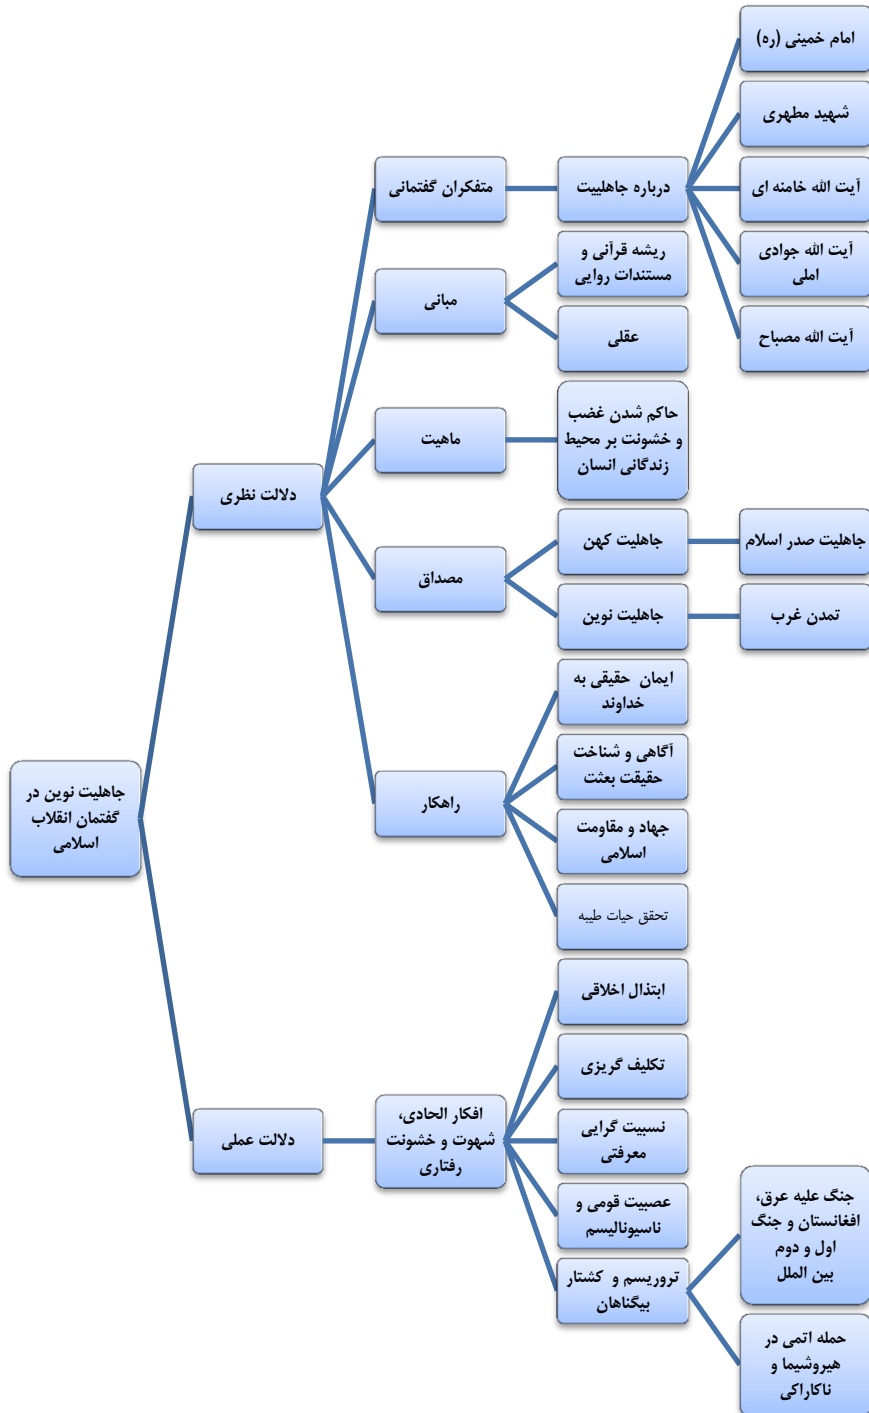 امام خمینی (ره)
شهید مطهری
متفکران گفتمانی
درباره جاهلییت
آیت الله خامنه ای
آیت الله جوادی
املی
آیت الله مصباح
مبانی
ریشه قرآنی و
مستندات روایی
عقلی
ماهیت
حاکم شدن غضب
و خشونت بر محیط
زندگانی انسان
دلالت نظری
مصداق
جاهلیت کهن
جاهلیت صدر اسلام
جاهلیت نوین
تمدن غرب
راهکار
ایمان حقیقی به
خداوند
آگاهی و شناخت
حقیقت بعثت
جهاد و مقاومت
اسلامی
تحقق حیات طیبه
جاهلیت نوین در
گفتمان انقلاب
اسلامی
دلالت عملی
افکار الحادی،
شهوت و خشونت
رفتاری
ابتذال اخلاقی
تکلیف گریزی
نسبیت گرایی
معرفتی
عصبیت قومی و
ناسیونالیسم
تروریسم و کشتار
بیگناهان
جنگ علیه عرق،
افغانستان و جنگ
اول و دوم
بین الملل
حمله اتمی در
هیروشیما و
ناکاراکی